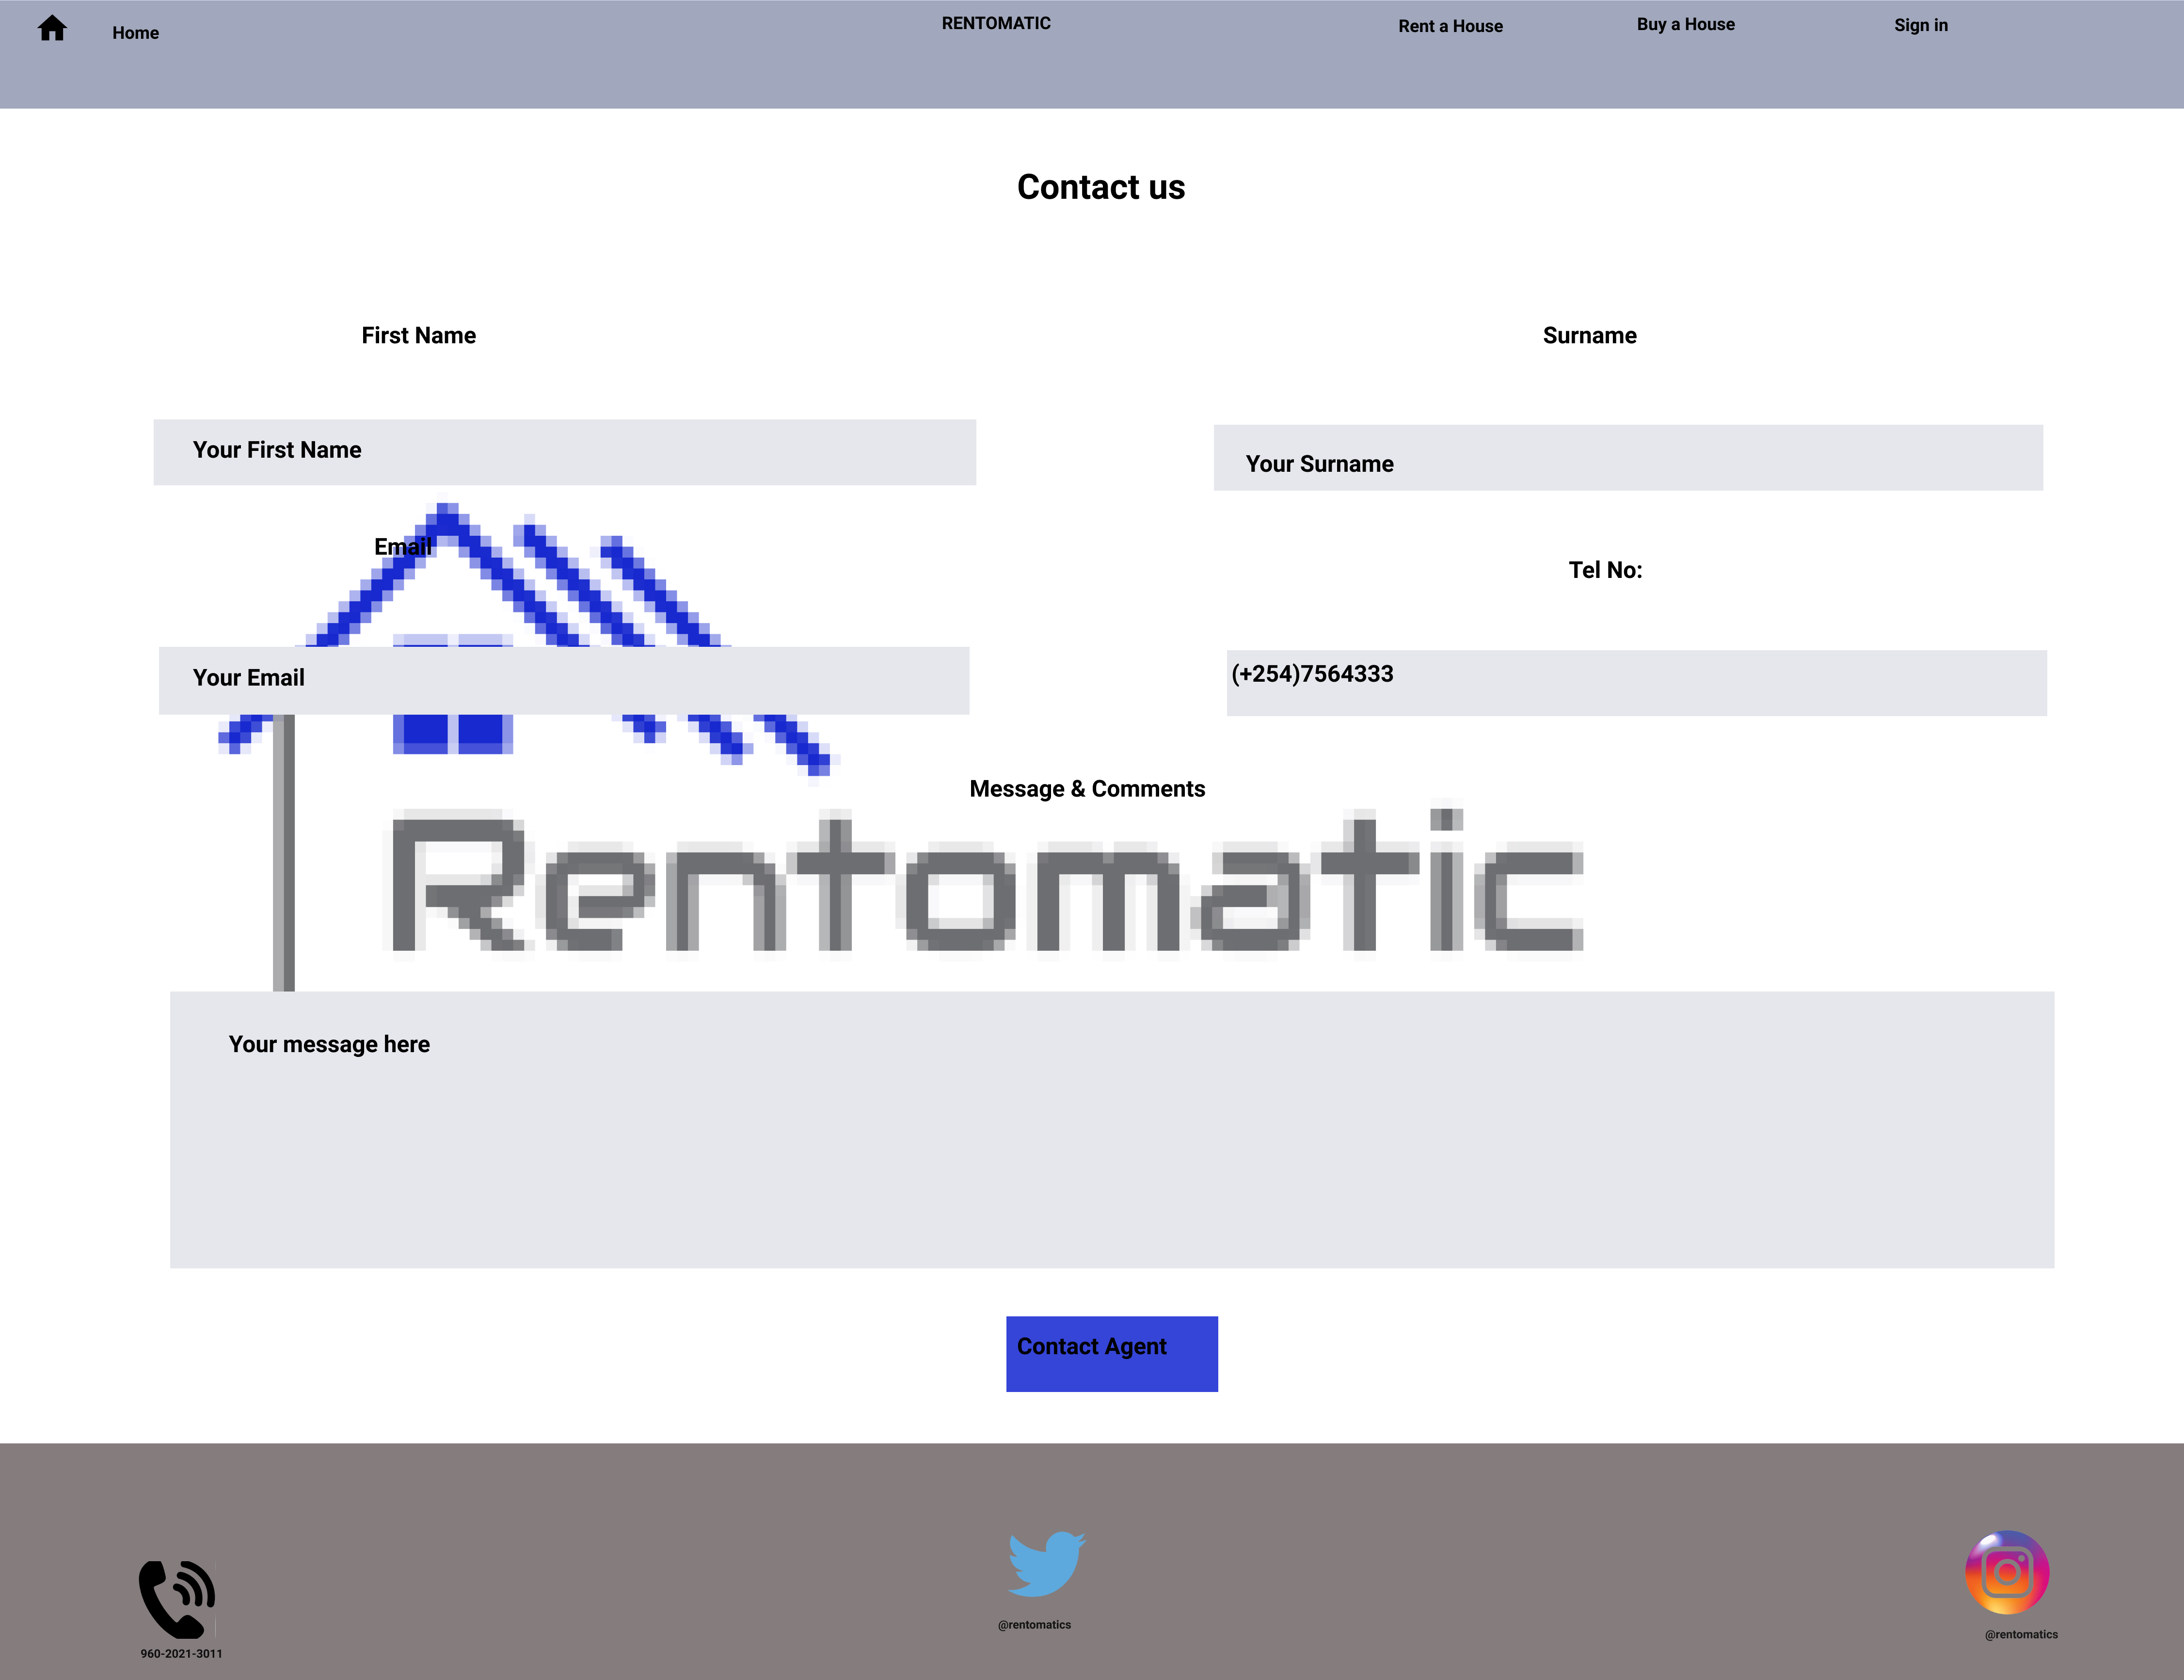 Home
RENTOMATIC
Rent a House
Buy a House
Sign in
Contact us
First Name
Surname
Your First Name
Your Surname
Email
Tel No:
Your Email
(+254)7564333
Message & Comments
Rentomatic
Your message here
Contact Agent
@rentomatics
@rentomatics
960-2021-3011